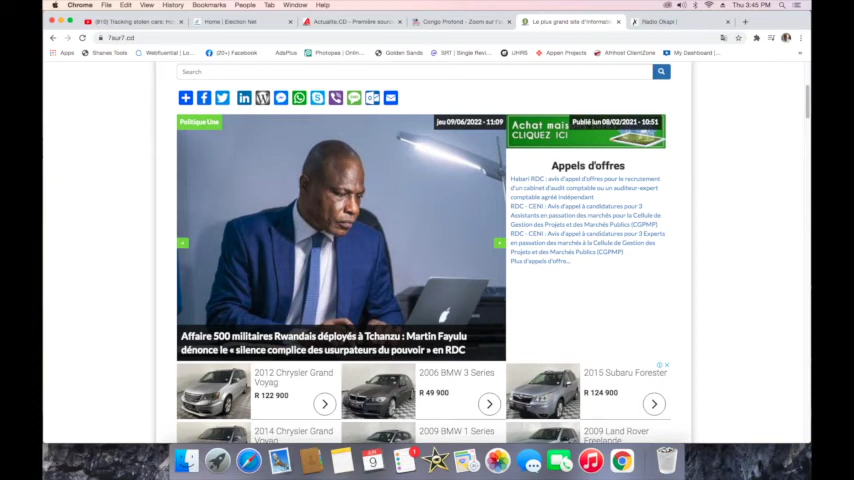 Chrome File Edit View History Bookmarks People Tab Window Help
Thu 3:45 PM
(10) Tracking stolen cars: Ho
Home | Election Net
Actualite.CD - Première sourc
Congo Profond - Zoom sur l'a
Le plus grand site d'informati
Radio Okapi |
7sur7.cd
Apps
Search in Website
Webfluential | Lo...
(20+) Facebook
AdsPlus
Photopea | Onlin...
Golden Sands
SRT | Single Revi...
UHRS
Appen Projects
Afrihost ClientZone
My Dashboard |...
Search
Politique Une
jeu 09/06/2022 - 11:09
Achat mais
CLIQUEZ ICI
Publié lun 08/02/2021 - 10:51
Appels d'offres
Habari RDC : avis d'appel d'offres pour le recrutement
d'un cabinet d'audit comptable ou un auditeur-expert
comptable agréé indépendant
RDC - CENI : Avis d'appel à candidatures pour 3
Assistants en passation des marchés pour la Cellule de
Gestion des Projets et des Marchés Publics (CGPMP)
RDC - CENI : Avis d'appel à candidatures pour 3 Experts
en passation des marchés à la Cellule de Gestion des
Projets et des Marchés Publics (CGPMP)
Plus d'appels d'offre...
Affaire 500 militaires Rwandais déployés à Tchanzu : Martin Fayulu
dénonce le « silence complice des usurpateurs du pouvoir » en RDC
2012 Chrysler Grand
Voyag
R 122 900
2006 BMW 3 Series
R 49 900
2015 Subaru Forester
R 124 900
2014 Chrysler Grand
Voyag
2009 BMW 1 Series
2009 Land Rover
Freelande
JUN
9
1